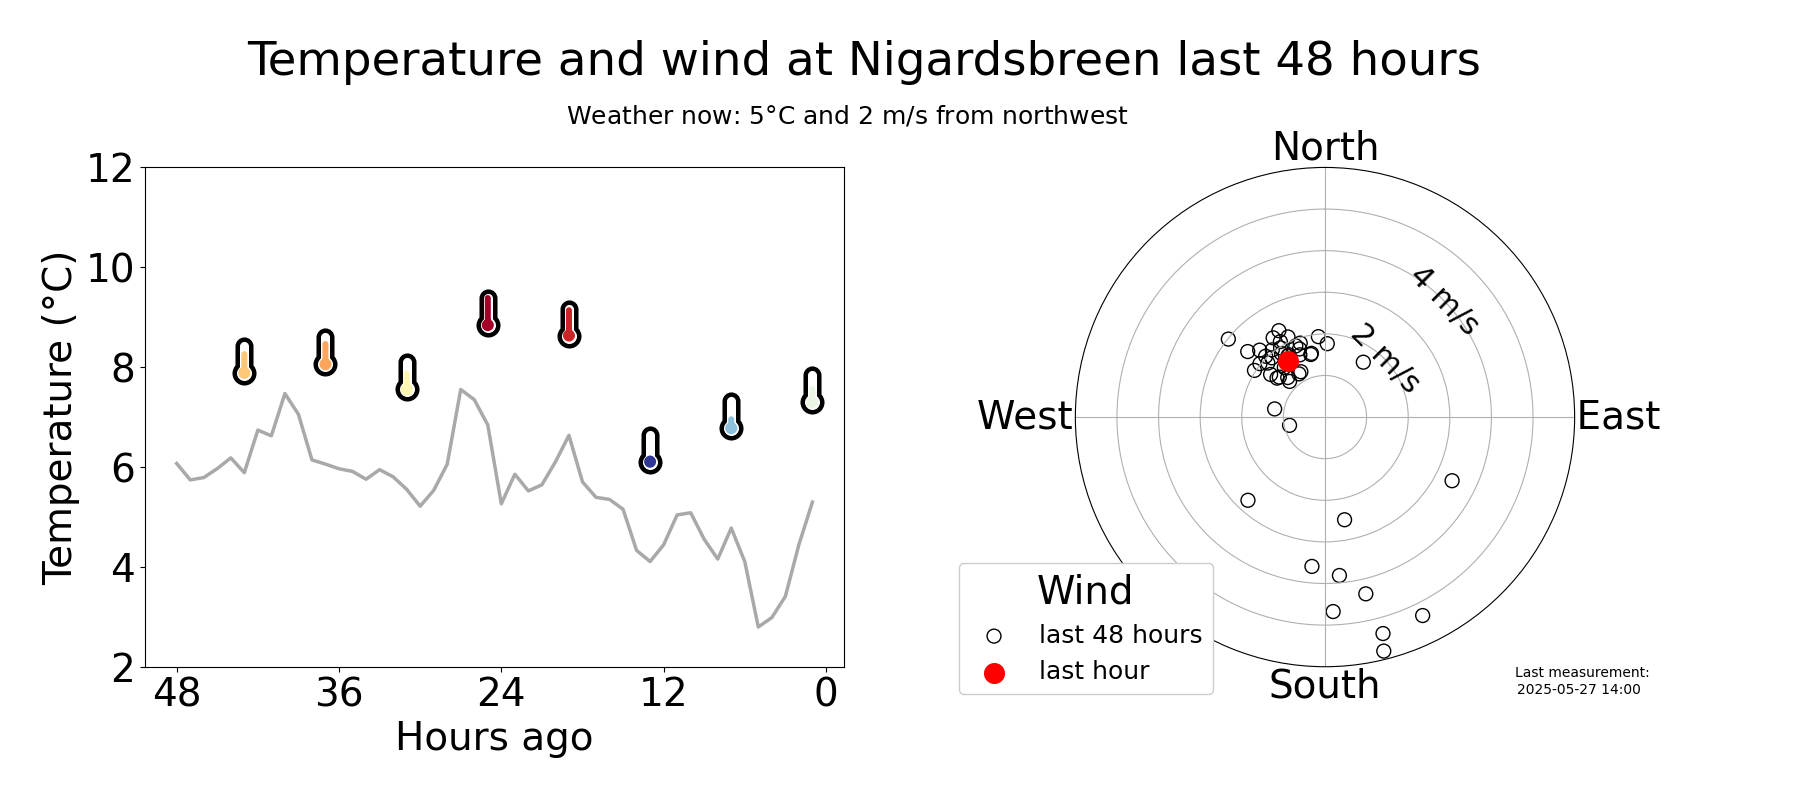 Temperature and wind at Nigardsbreen last 48 hours
Weather now: 5°C and 2 m/s from northwest
Temperature (°C)
12
10
8
6
4
2
48 36 24 12 0
Hours ago
North
West
East
South
4 m/s
2 m/s
Wind
last 48 hours
last hour
Last measurement:
2025-05-27 14:00